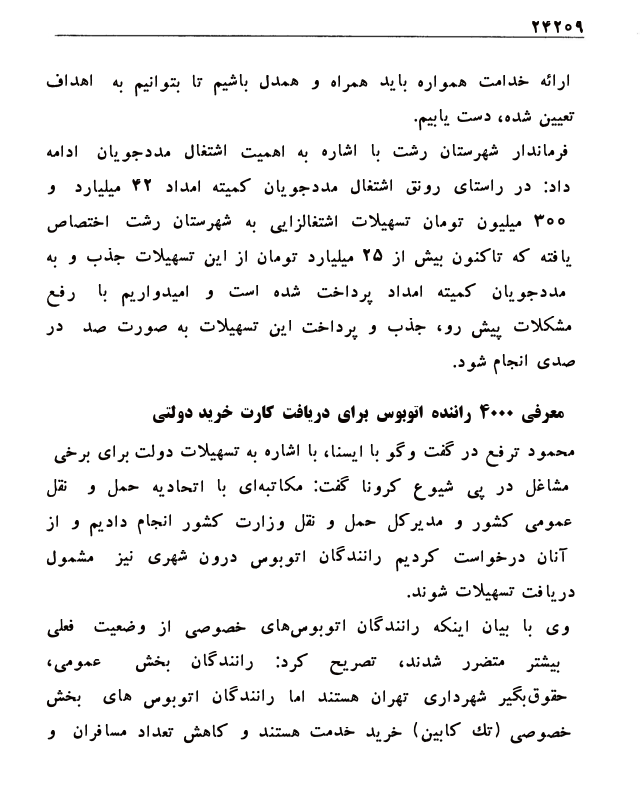 ۲۴۲۵۹
ارائه خدامت همواره باید همراه و همدل باشیم تا بتوانیم به اهداف
تعیین شده، دست یابیم.
فرماندار شهرستان رشت با اشاره به اهمیت اشتغال مددجویان ادامه
داد: در راستای رونق اشتغال مددجویان کمیته امداد ۴۲ میلیارد و
۳۰۰ میلیون تومان تسهیلات اشتغالزایی به شهرستان رشت اختصاص
یافته که تاکنون بیش از ۲۵ میلیارد تومان از این تسهیلات جذب و به
مددجویان کمیته امداد پرداخت شده است و امیدواریم با رفع
مشکلات پیش رو، جذب و پرداخت این تسهیلات به صورت صد در
صدی انجام شود.
معرفی ۴۰۰۰ راننده اتوبوس برای دریافت کارت خرید دولتی
محمود ترفع در گفت وگو با ایسنا، با اشاره به تسهیلات دولت برای برخی
مشاغل در پی شیوع کرونا گفت: مکاتبه‌ای با اتحادیه حمل و نقل
عمومی کشور و مدیرکل حمل و نقل وزارت کشور انجام دادیم و از
آنان درخواست کردیم رانندگان اتوبوس درون شهری نیز مشمول
دریافت تسهیلات شوند.
وی با بیان اینکه رانندگان اتوبوس‌های خصوصی از وضعیت فعلی
بیشتر متضرر شدند، تصریح کرد: رانندگان بخش عمومی،
حقوق‌بگیر شهرداری تهران هستند اما رانندگان اتوبوس های بخش
خصوصی (تک کابین) خرید خدمت هستند و کاهش تعداد مسافران و